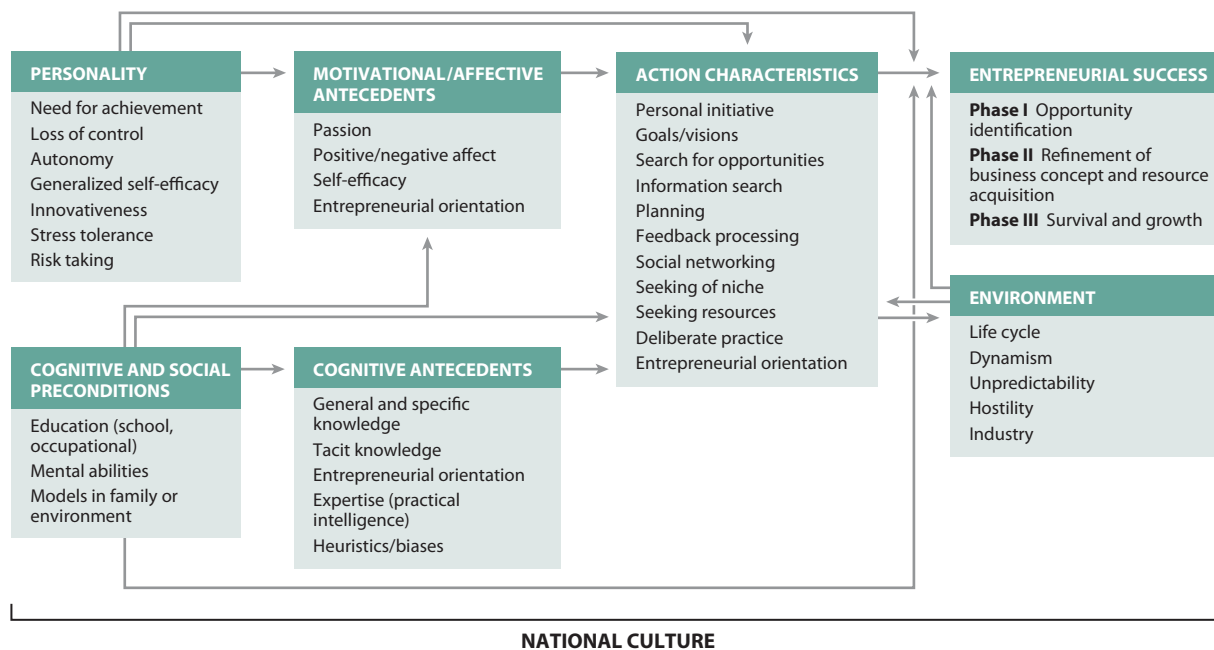 PERSONALITY
Need for achievement
Loss of control
Autonomy
Generalized self-efficacy
Innovativeness
Stress tolerance
Risk taking
MOTIVATIONAL/AFFECTIVE
ANTECEDENTS
Passion
Positive/negative affect
Self-efficacy
Entrepreneurial orientation
ACTION CHARACTERISTICS
Personal initiative
Goals/visions
Search for opportunities
Information search
Planning
Feedback processing
Social networking
Seeking of niche
Seeking resources
Deliberate practice
Entrepreneurial orientation
ENTREPRENEURIAL SUCCESS
Phase I Opportunity
identification
Phase II Refinement of
business concept and resource
acquisition
Phase III Survival and growth
ENVIRONMENT
Life cycle
Dynamism
Unpredictability
Hostility
Industry
COGNITIVE AND SOCIAL
PRECONDITIONS
Education (school,
occupational)
Mental abilities
Models in family or
environment
COGNITIVE ANTECEDENTS
General and specific
knowledge
Tacit knowledge
Entrepreneurial orientation
Expertise (practical
intelligence)
Heuristics/biases
NATIONAL CULTURE